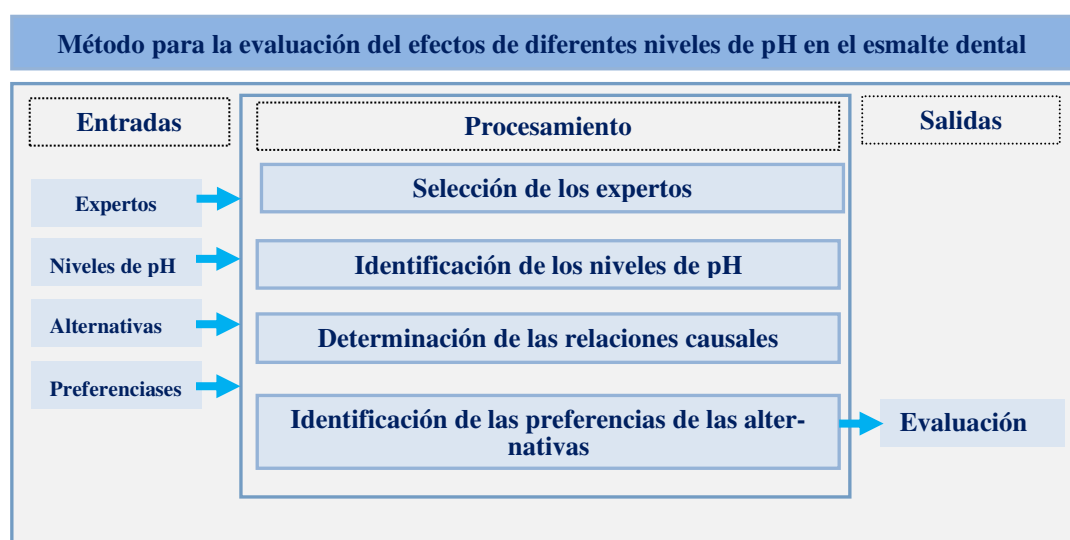 Método para la evaluación del efectos de diferentes niveles de pH en el esmalte dental
Entradas
Procesamiento
Salidas
Expertos
Niveles de pH
Alternativas
Preferenciases
Selección de los expertos
Identificación de los niveles de pH
Determinación de las relaciones causales
Identificación de las preferencias de las alter-
nativas
Evaluación